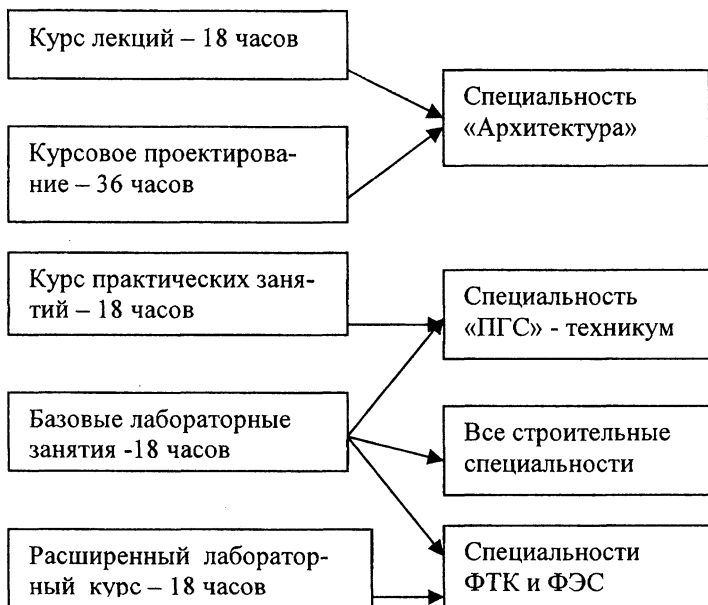 Курс лекций – 18 часов
Специальность
«Архитектура»
Курсовое проектирова-
ние – 36 часов
Курс практических заня-
тий – 18 часов
Специальность
«ПГС» - техникум
Базовые лабораторные
занятия -18 часов
Все строительные
специальности
Расширенный лаборатор-
ный курс – 18 часов
Специальности
ФТК и ФЭС